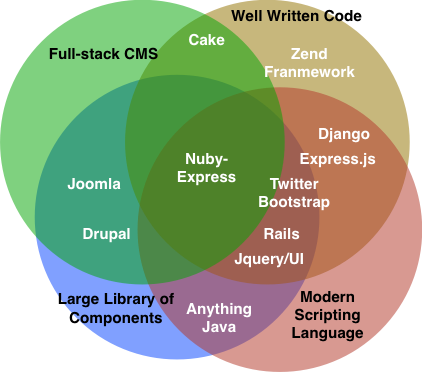 Well Written Code
Full-stack CMS
Cake
Zend
Franmework
Django
Express.js
Nuby-
Express
Joomla
Twitter
Bootstrap
Drupal
Rails
Jquery/UI
Large Library of
Components
Anything
Java
Modern
Scripting
Language